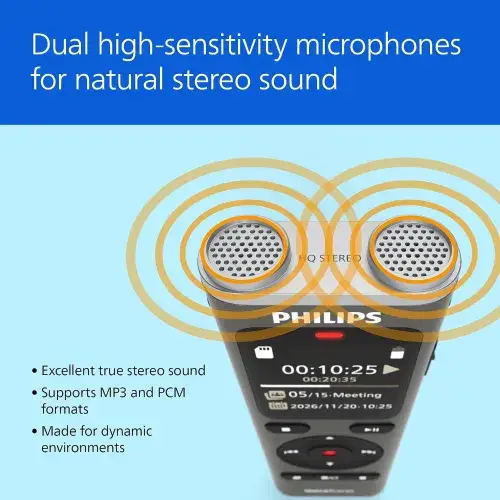 Dual high-sensitivity microphones
for natural stereo sound
HQ STEREO
PHILIPS
00:10:25
00:20:35
05/15-Meeting
2026/11/20-10:25
• Excellent true stereo sound
• Supports MP3 and PCM
formats
• Made for dynamic
environments